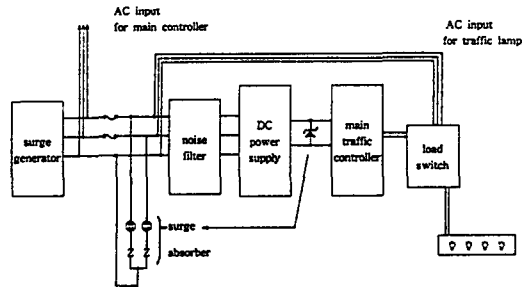 AC input
for main controller
AC input
for traffic lamp
surge
generator
noise
filter
DC
power
supply
main
traffic
controller
load
switch
surge
absorber